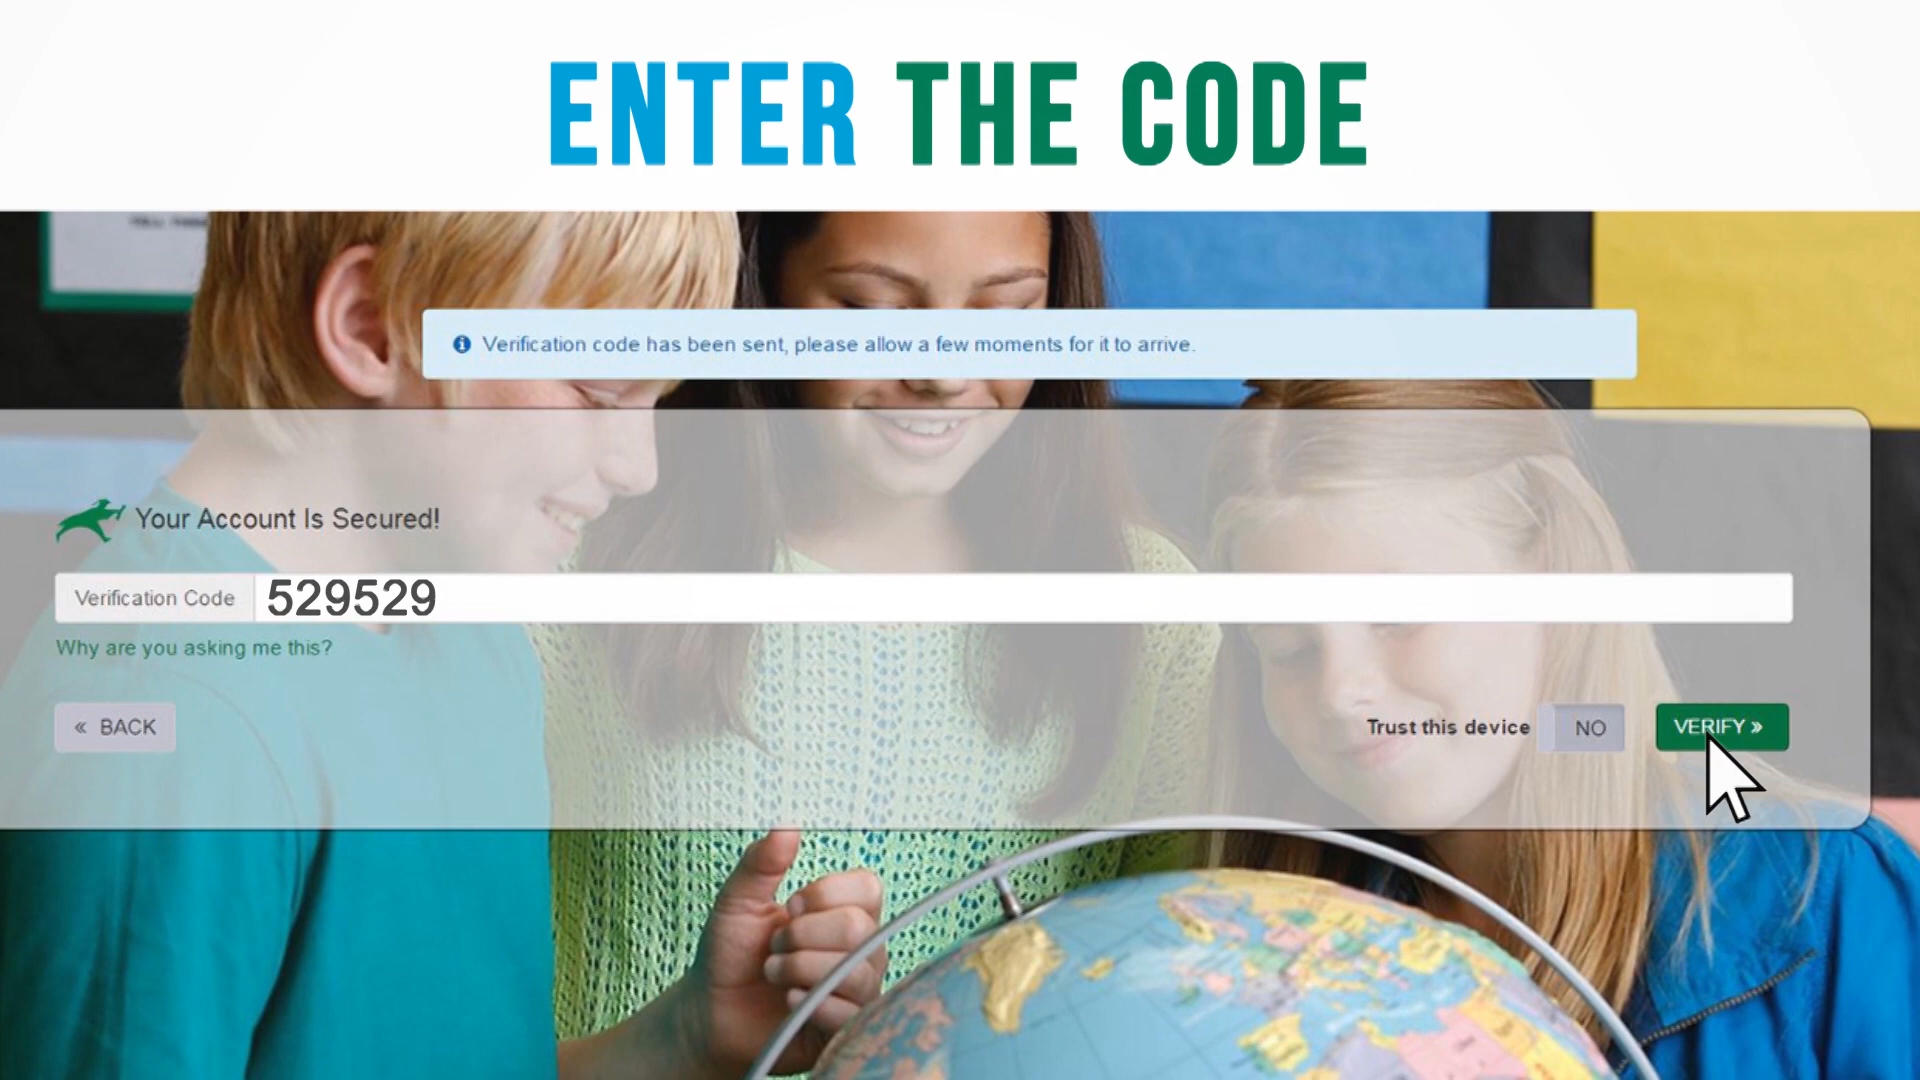 ENTER THE CODE
Verification code has been sent, please allow a few moments for it to arrive.
Your Account Is Secured!
Verification Code 529529
Why are you asking me this?
« BACK Trust this device NO VERIFY »